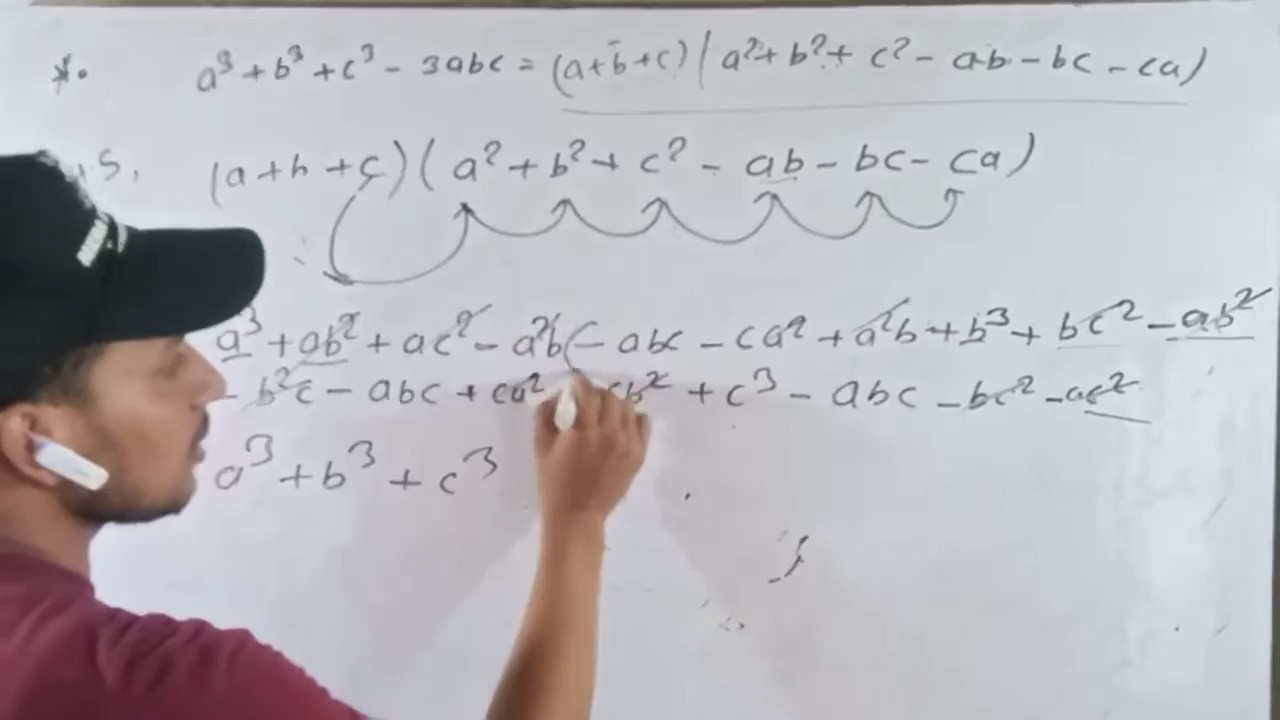 *. a³ + b³ + c³ - 3abc = (a+b+c) (a² + b² + c² - ab - bc - ca)
S, (a + b + c) (a² + b² + c² - ab - bc - ca)
a³ + ab² + ac² - a²b - abc - ca² + a²b + b³ + bc² - ab²
- b²c - abc + ca² cb² + c³ - abc - bc² - ac²
a³ + b³ + c³